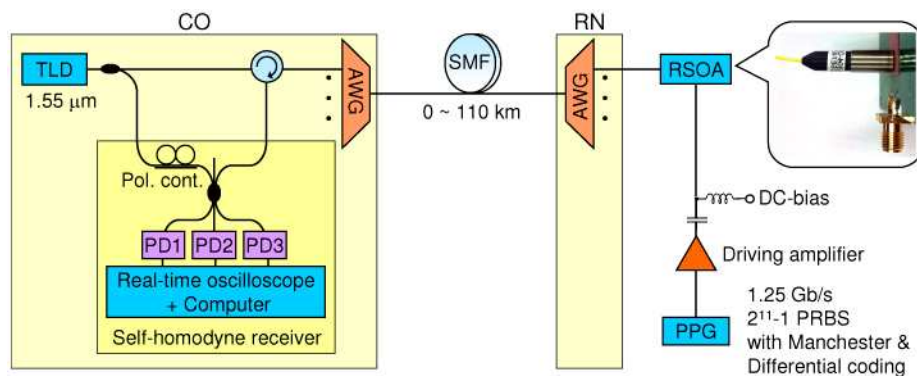 CO
RN
TLD
1.55 μm
AWG
SMF
0 ~ 110 km
AWG
RSOA
Pol. cont.
PD1
PD2
PD3
Real-time oscilloscope
+ Computer
Self-homodyne receiver
DC-bias
Driving amplifier
PPG
1.25 Gb/s
2¹¹-1 PRBS
with Manchester &
Differential coding